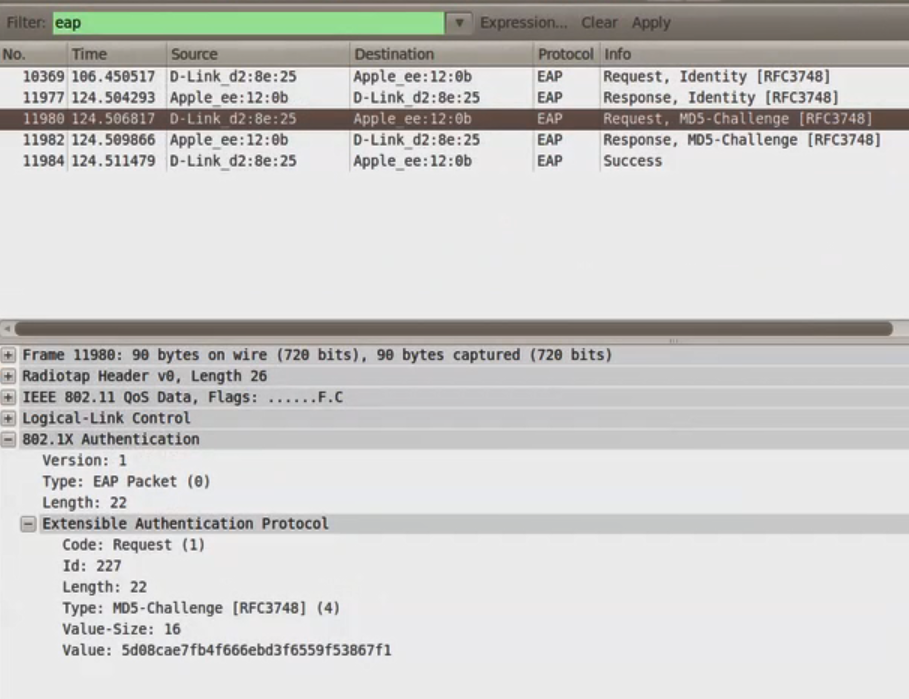 Filter: eap Expression... Clear Apply
No. Time Source Destination Protocol Info
10369 106.450517 D-Link_d2:8e:25 Apple_ee:12:0b EAP Request, Identity [RFC3748]
11977 124.504293 Apple_ee:12:0b D-Link_d2:8e:25 EAP Response, Identity [RFC3748]
11980 124.506817 D-Link_d2:8e:25 Apple_ee:12:0b EAP Request, MD5-Challenge [RFC3748]
11982 124.509866 Apple_ee:12:0b D-Link_d2:8e:25 EAP Response, MD5-Challenge [RFC3748]
11984 124.511479 D-Link_d2:8e:25 Apple_ee:12:0b EAP Success
Frame 11980: 90 bytes on wire (720 bits), 90 bytes captured (720 bits)
Radiotap Header v0, Length 26
IEEE 802.11 QoS Data, Flags: ......F.C
Logical-Link Control
802.1X Authentication
Version: 1
Type: EAP Packet (0)
Length: 22
Extensible Authentication Protocol
Code: Request (1)
Id: 227
Length: 22
Type: MD5-Challenge [RFC3748] (4)
Value-Size: 16
Value: 5d08cae7fb4f666ebd3f6559f53867f1